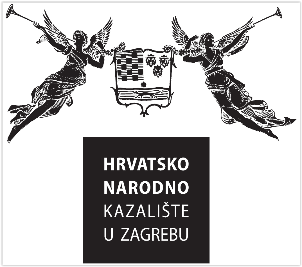 HRVATSKO
NARODNO
KAZALIŠTE
U ZAGREBU